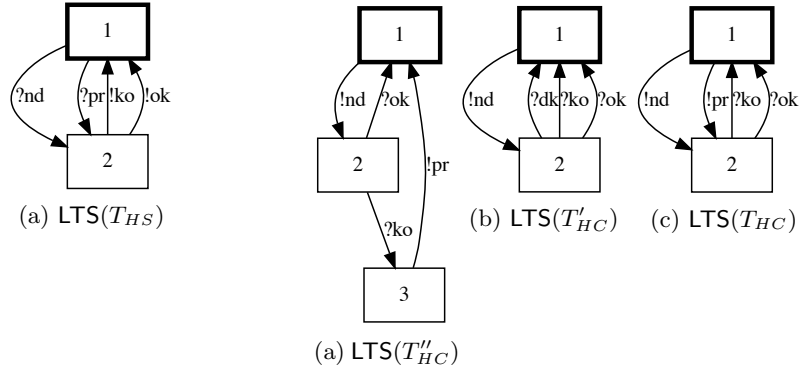 1
?nd
?pr
!ko
!ok
2
(a) LTS(T_HS)
1
!nd
?ok
2
!pr
?ko
3
(a) LTS(T''_HC)
1
!nd
?dk
?ko
?ok
2
(b) LTS(T'_HC)
1
!nd
!pr
?ko
?ok
2
(c) LTS(T_HC)